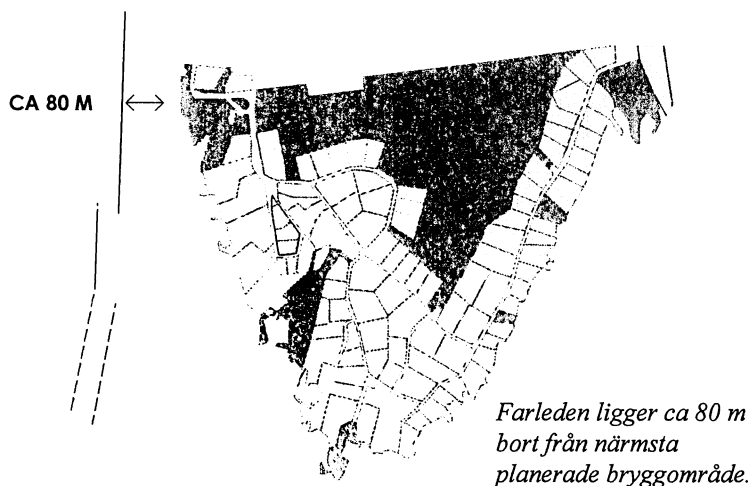 CA 80 M
Farleden ligger ca 80 m
bort från närmsta
planerade bryggområde.